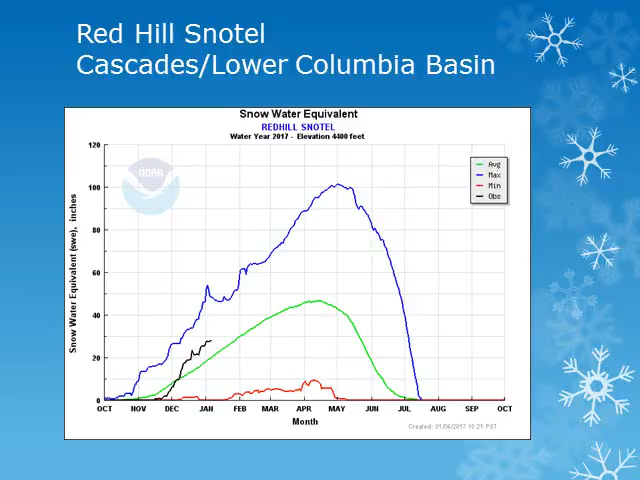 Red Hill Snotel
Cascades/Lower Columbia Basin
Snow Water Equivalent
REDHILL SNOTEL
Water Year 2017 - Elevation 4400 feet
NOAA
Avg
Max
Min
Obs
Snow Water Equivalent (swe), inches
120
100
80
60
40
20
0
OCT NOV DEC JAN FEB MAR APR MAY JUN JUL AUG SEP OCT
Month
Created: 01/06/2017 10:21 PST